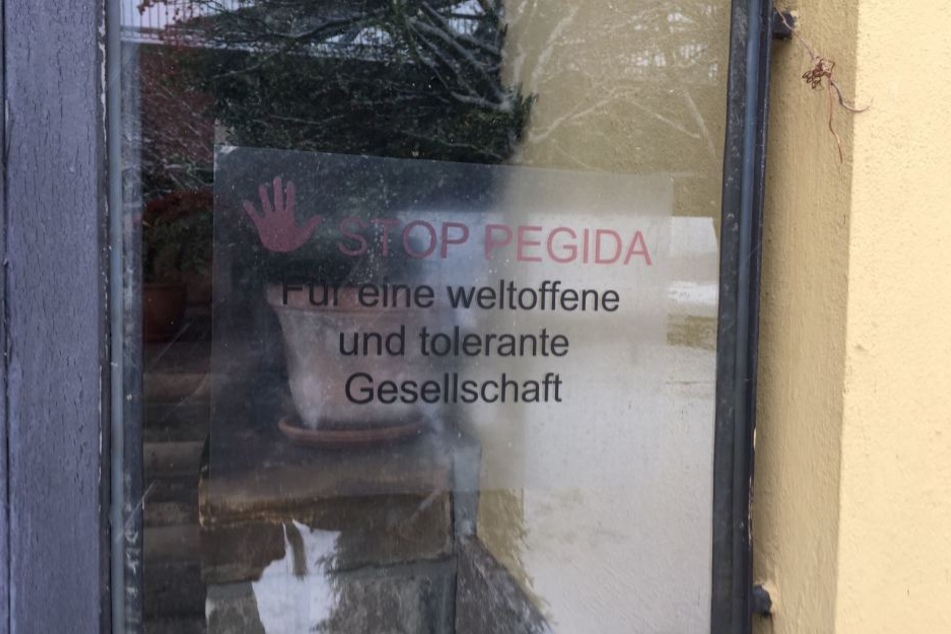 STOP PEGIDA
Für eine weltoffene
und tolerante
Gesellschaft